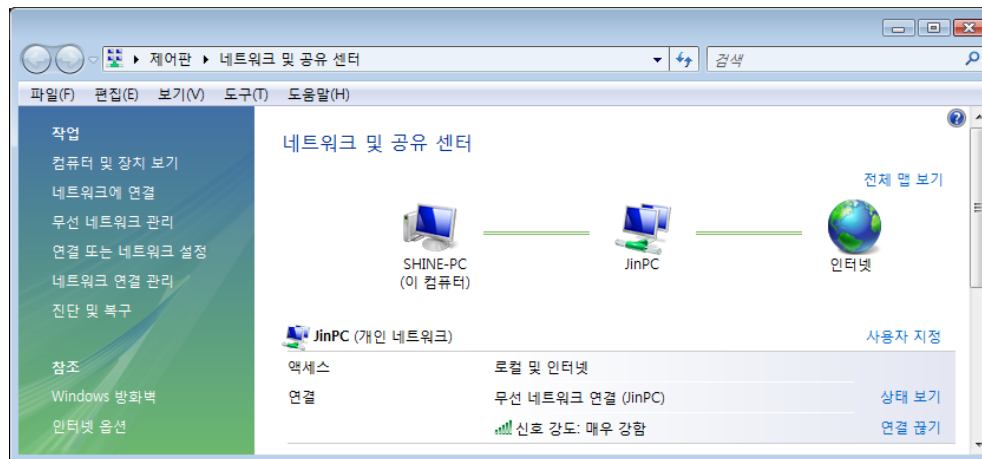 제어판 ▸ 네트워크 및 공유 센터
검색
파일(F) 편집(E) 보기(V) 도구(T) 도움말(H)
작업
컴퓨터 및 장치 보기
네트워크에 연결
무선 네트워크 관리
연결 또는 네트워크 설정
네트워크 연결 관리
진단 및 복구
참조
Windows 방화벽
인터넷 옵션
네트워크 및 공유 센터
전체 맵 보기
SHINE-PC
(이 컴퓨터)
JinPC
인터넷
JinPC (개인 네트워크) 사용자 지정
액세스 로컬 및 인터넷
연결 무선 네트워크 연결 (JinPC) 상태 보기
신호 강도: 매우 강함 연결 끊기